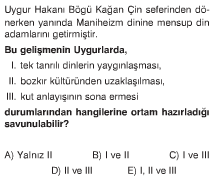 Uygur Hakanı Bögü Kağan Çin seferinden dö-
nerken yanında Maniheizm dinine mensup din
adamlarını getirmiştir.
Bu gelişmenin Uygurlarda,
I. tek tanrılı dinlerin yaygınlaşması,
II. bozkır kültüründen uzaklaşılması,
III. kut anlayışının sona ermesi
durumlarından hangilerine ortam hazırladığı
savunulabilir?
A) Yalnız II B) I ve II C) I ve III
D) II ve III E) I, II ve III